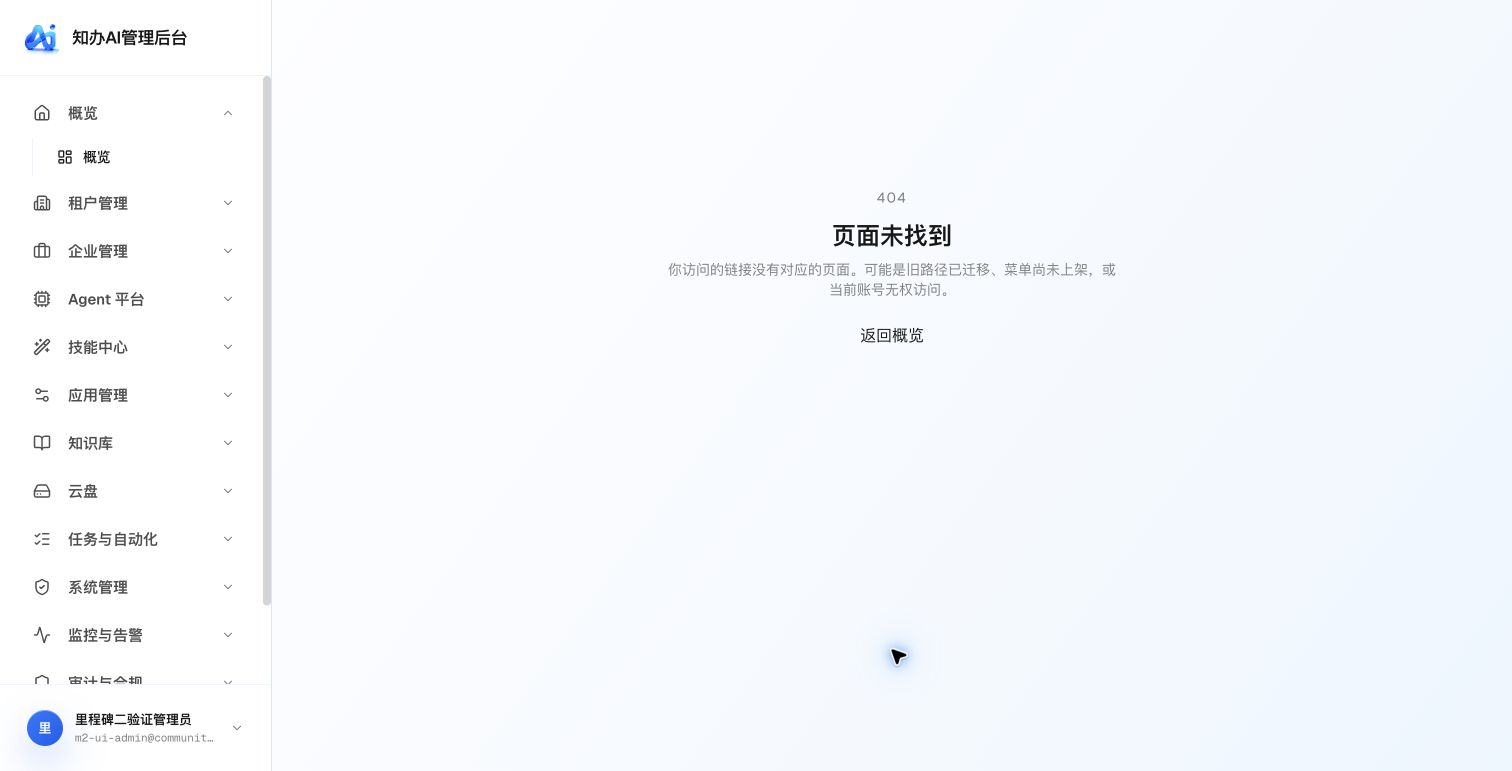 知办AI管理后台
概览
概览
租户管理
企业管理
Agent 平台
技能中心
应用管理
知识库
云盘
任务与自动化
系统管理
监控与告警
审计与合规
里
里程碑二验证管理员
m2-ui-admin@communit…
404
页面未找到
你访问的链接没有对应的页面。可能是旧路径已迁移、菜单尚未上架，或
当前账号无权访问。
返回概览